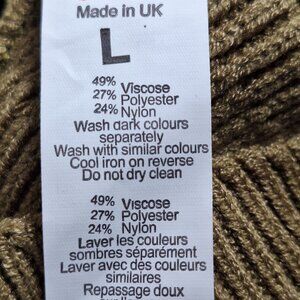 Made in UK
L
49% Viscose
27% Polyester
24% Nylon
Wash dark colours
separately
Wash with similar colours
Cool iron on reverse
Do not dry clean
49% Viscose
27% Polyester
24% Nylon
Laver les couleurs
sombres séparément
Laver avec des couleurs
similaires
Repassage doux